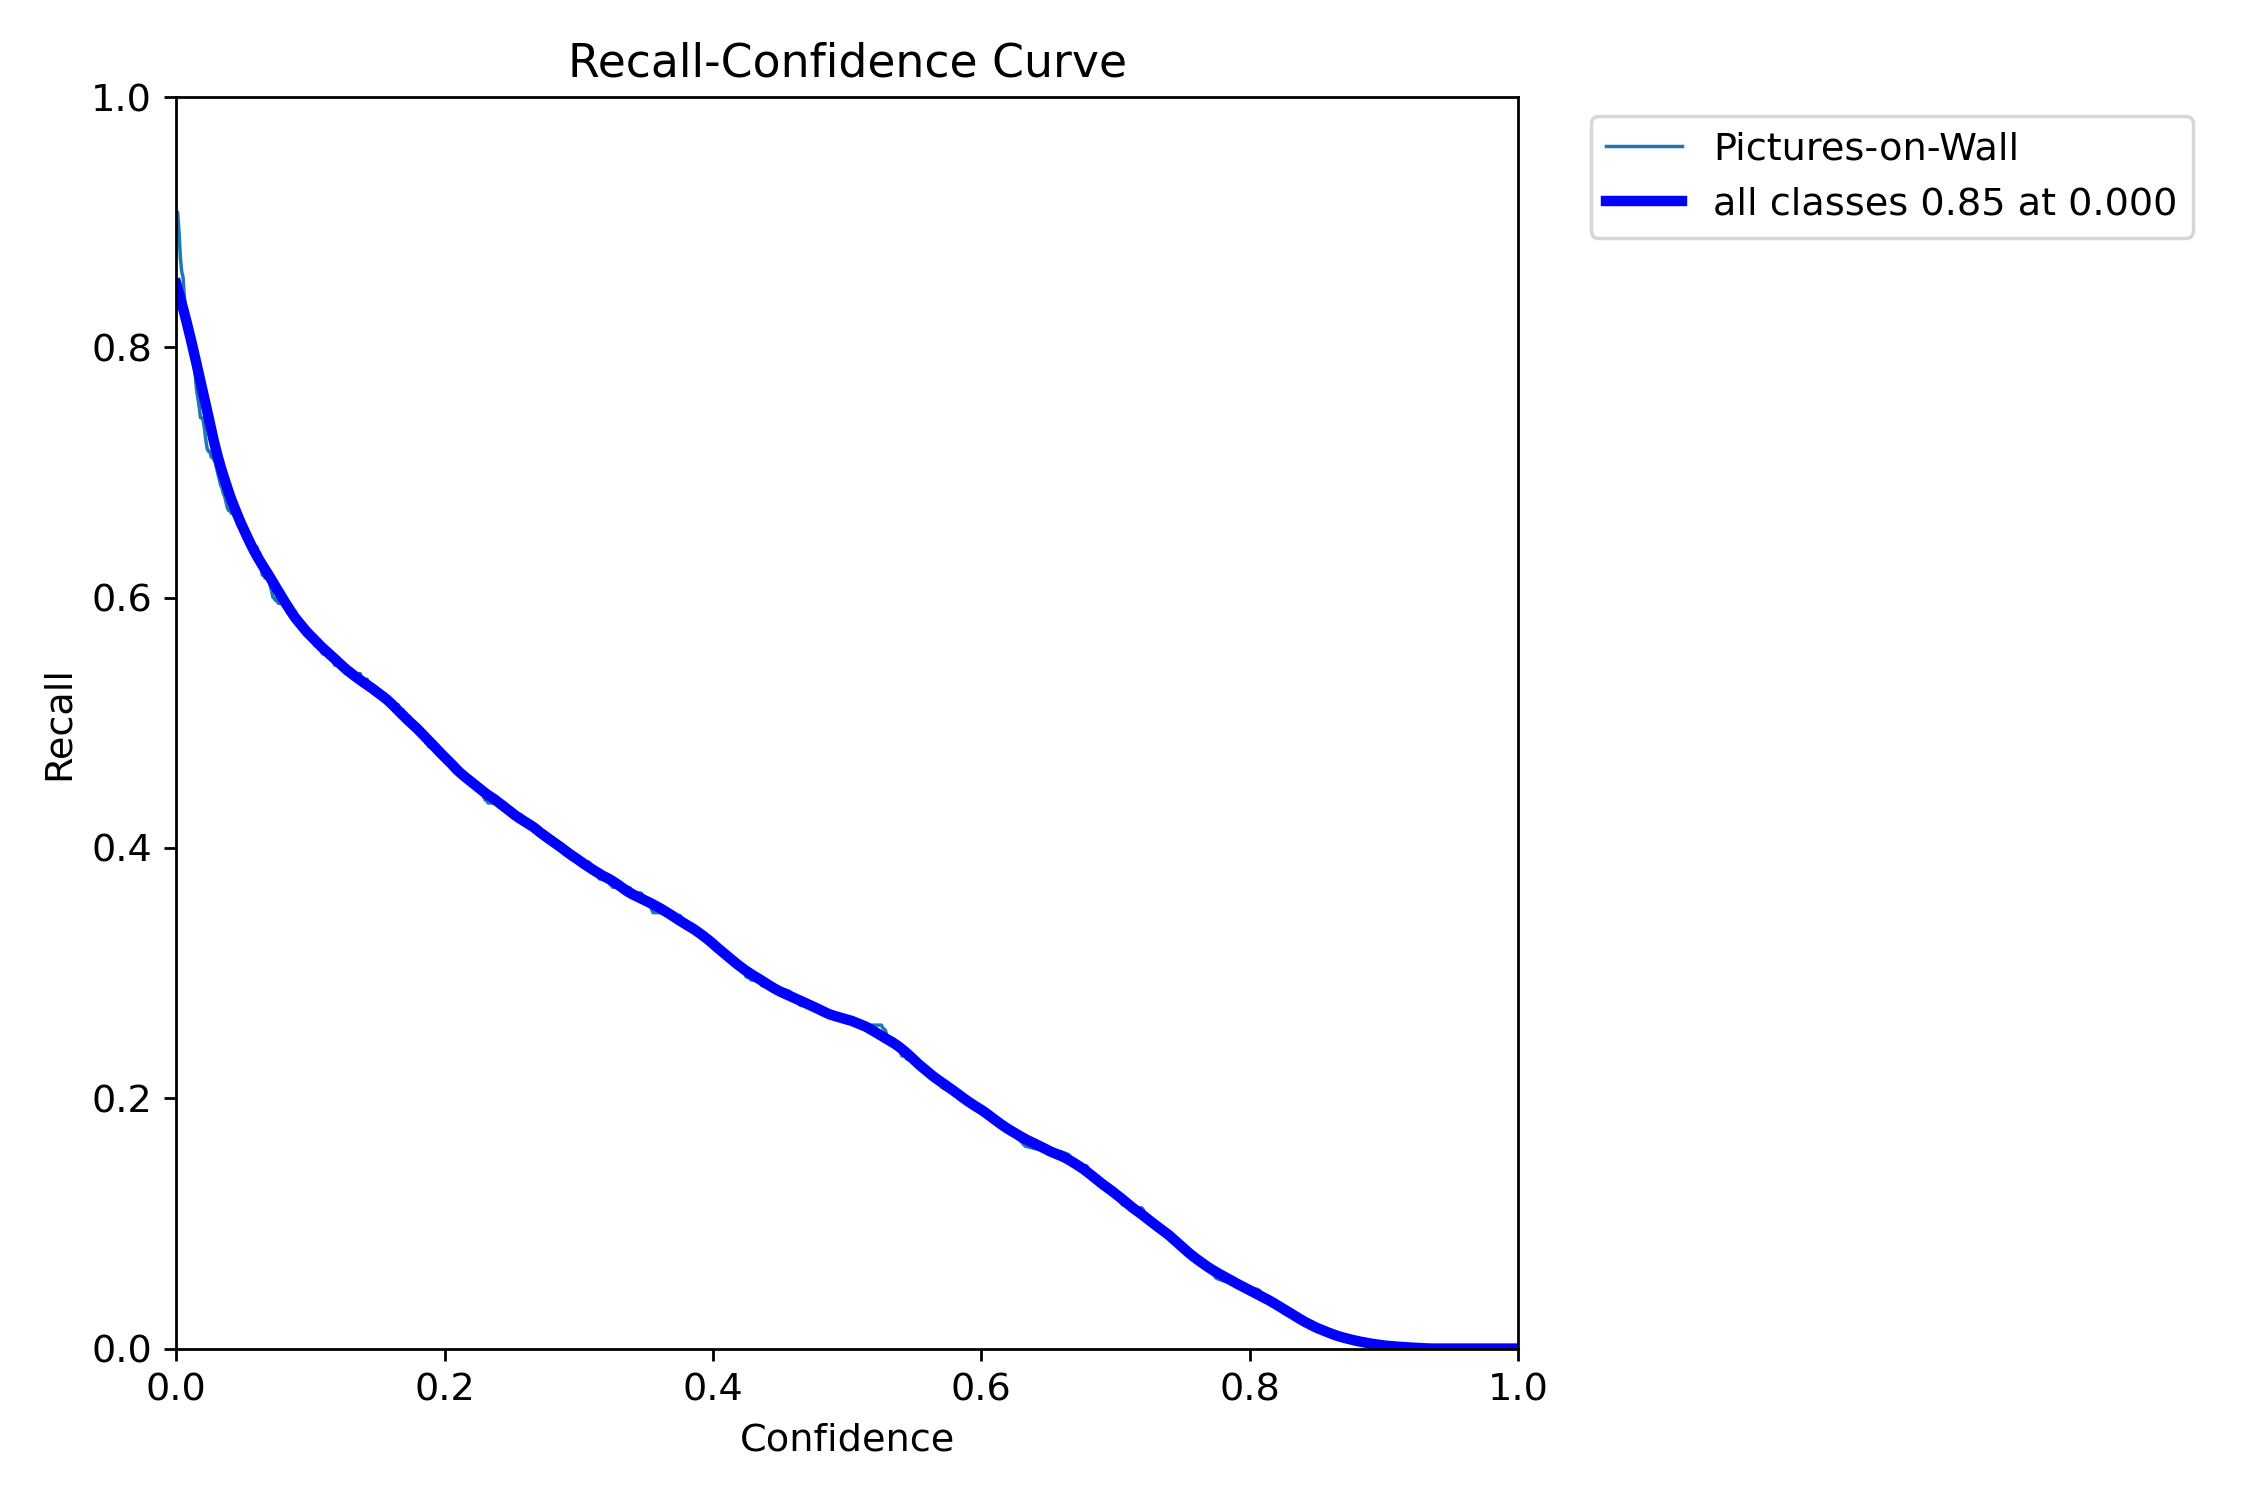 Recall-Confidence Curve
Pictures-on-Wall
all classes 0.85 at 0.000
1.0
0.8
0.6
0.4
0.2
0.0
Recall
0.0 0.2 0.4 0.6 0.8 1.0
Confidence